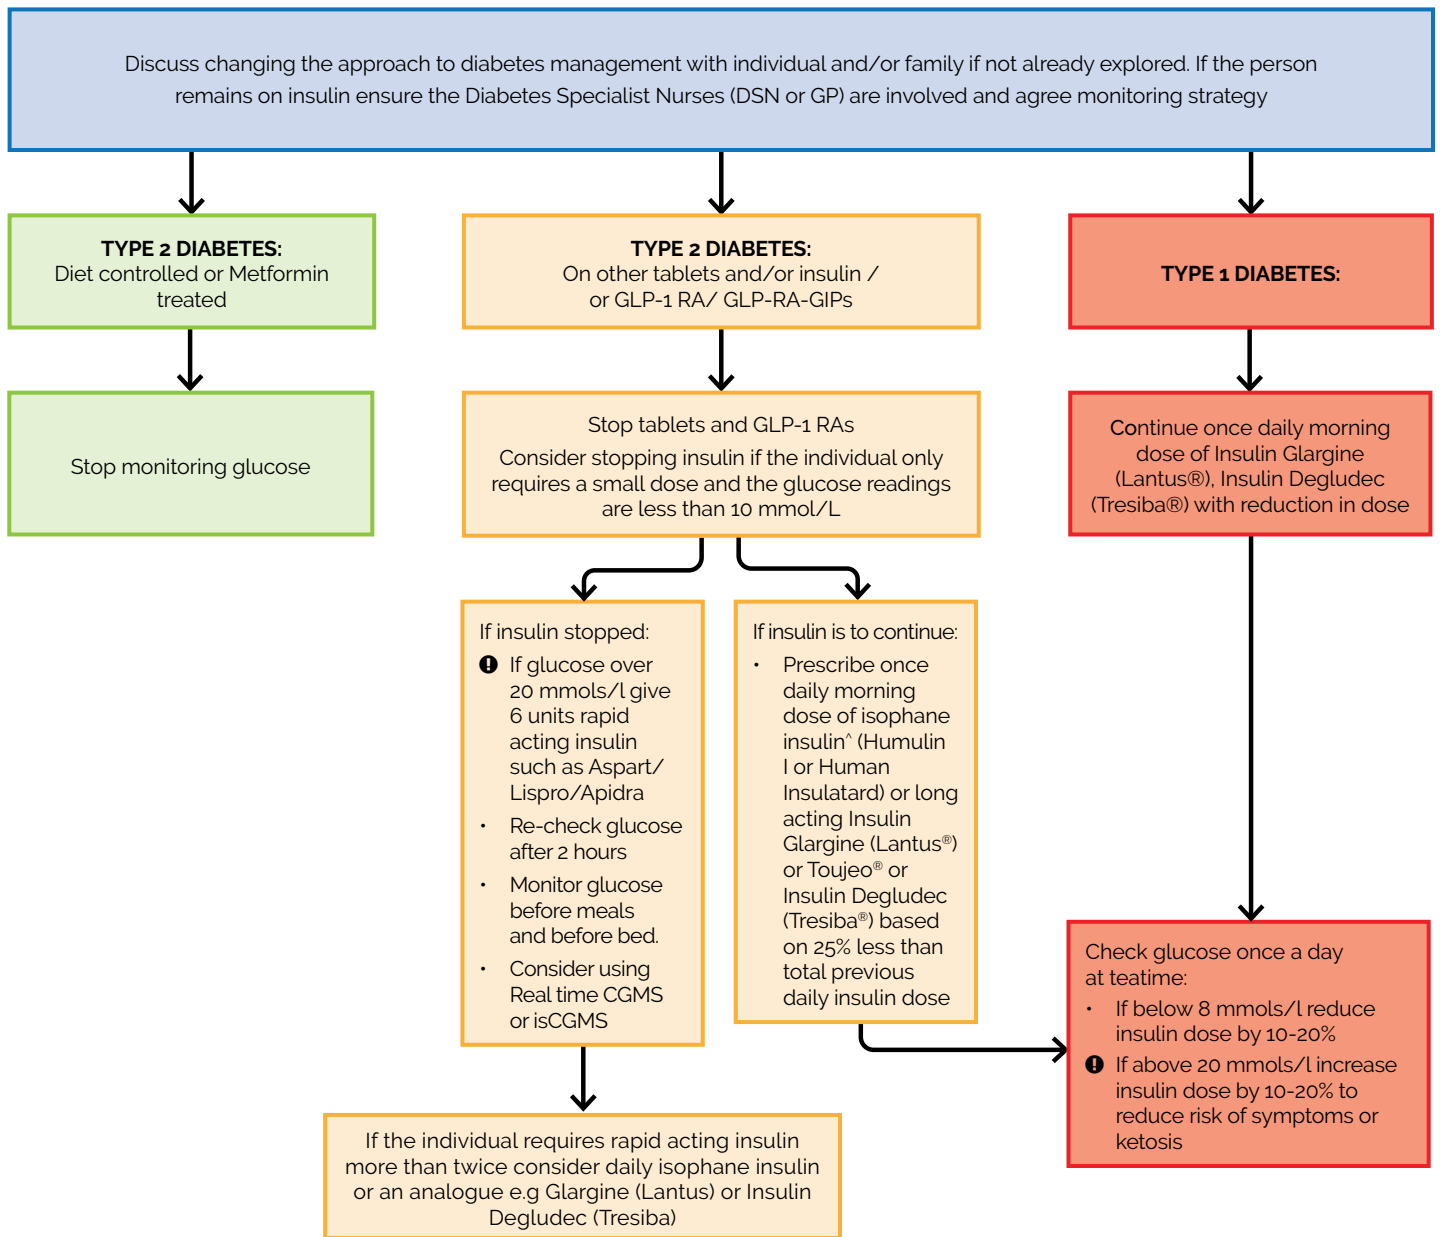 Discuss changing the approach to diabetes management with individual and/or family if not already explored. If the person
remains on insulin ensure the Diabetes Specialist Nurses (DSN or GP) are involved and agree monitoring strategy
TYPE 2 DIABETES:
Diet controlled or Metformin
treated
TYPE 2 DIABETES:
On other tablets and/or insulin /
or GLP-1 RA/ GLP-RA-GIPs
TYPE 1 DIABETES:
Stop monitoring glucose
Stop tablets and GLP-1 RAs
Consider stopping insulin if the individual only
requires a small dose and the glucose readings
are less than 10 mmol/L
Continue once daily morning
dose of Insulin Glargine
(Lantus®), Insulin Degludec
(Tresiba®) with reduction in dose
If insulin stopped:
If glucose over
20 mmols/l give
6 units rapid
acting insulin
such as Aspart/
Lispro/Apidra
• Re-check glucose
after 2 hours
• Monitor glucose
before meals
and before bed.
• Consider using
Real time CGMS
or isCGMS
If insulin is to continue:
• Prescribe once
daily morning
dose of isophane
insulin^ (Humulin
I or Human
Insulatard) or long
acting Insulin
Glargine (Lantus®)
or Toujeo® or
Insulin Degludec
(Tresiba®) based
on 25% less than
total previous
daily insulin dose
Check glucose once a day
at teatime:
• If below 8 mmols/l reduce
insulin dose by 10-20%
If above 20 mmols/l increase
insulin dose by 10-20% to
reduce risk of symptoms or
ketosis
If the individual requires rapid acting insulin
more than twice consider daily isophane insulin
or an analogue e.g Glargine (Lantus) or Insulin
Degludec (Tresiba)